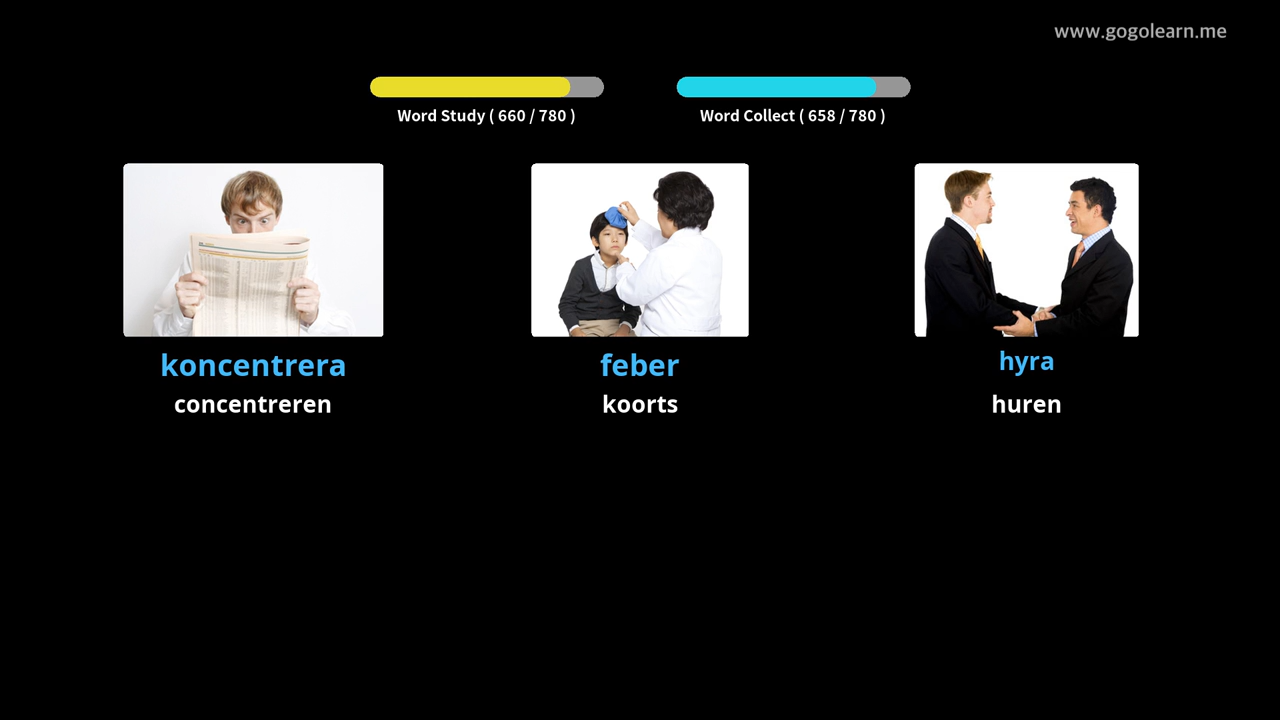 www.gogolearn.me
Word Study ( 660 / 780 )
Word Collect ( 658 / 780 )
koncentrera
feber
hyra
concentreren
koorts
huren